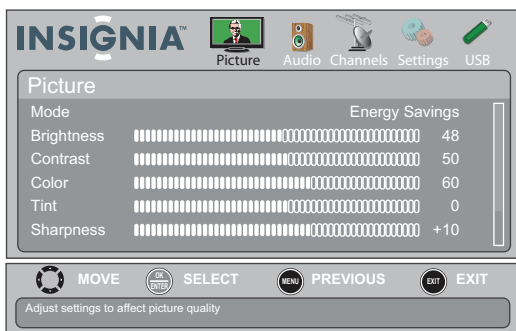 INSIGNIA™
Picture Audio Channels Settings USB
Picture
Mode Energy Savings
Brightness 48
Contrast 50
Color 60
Tint 0
Sharpness +10
MOVE OK ENTER SELECT MENU PREVIOUS EXIT EXIT
Adjust settings to affect picture quality